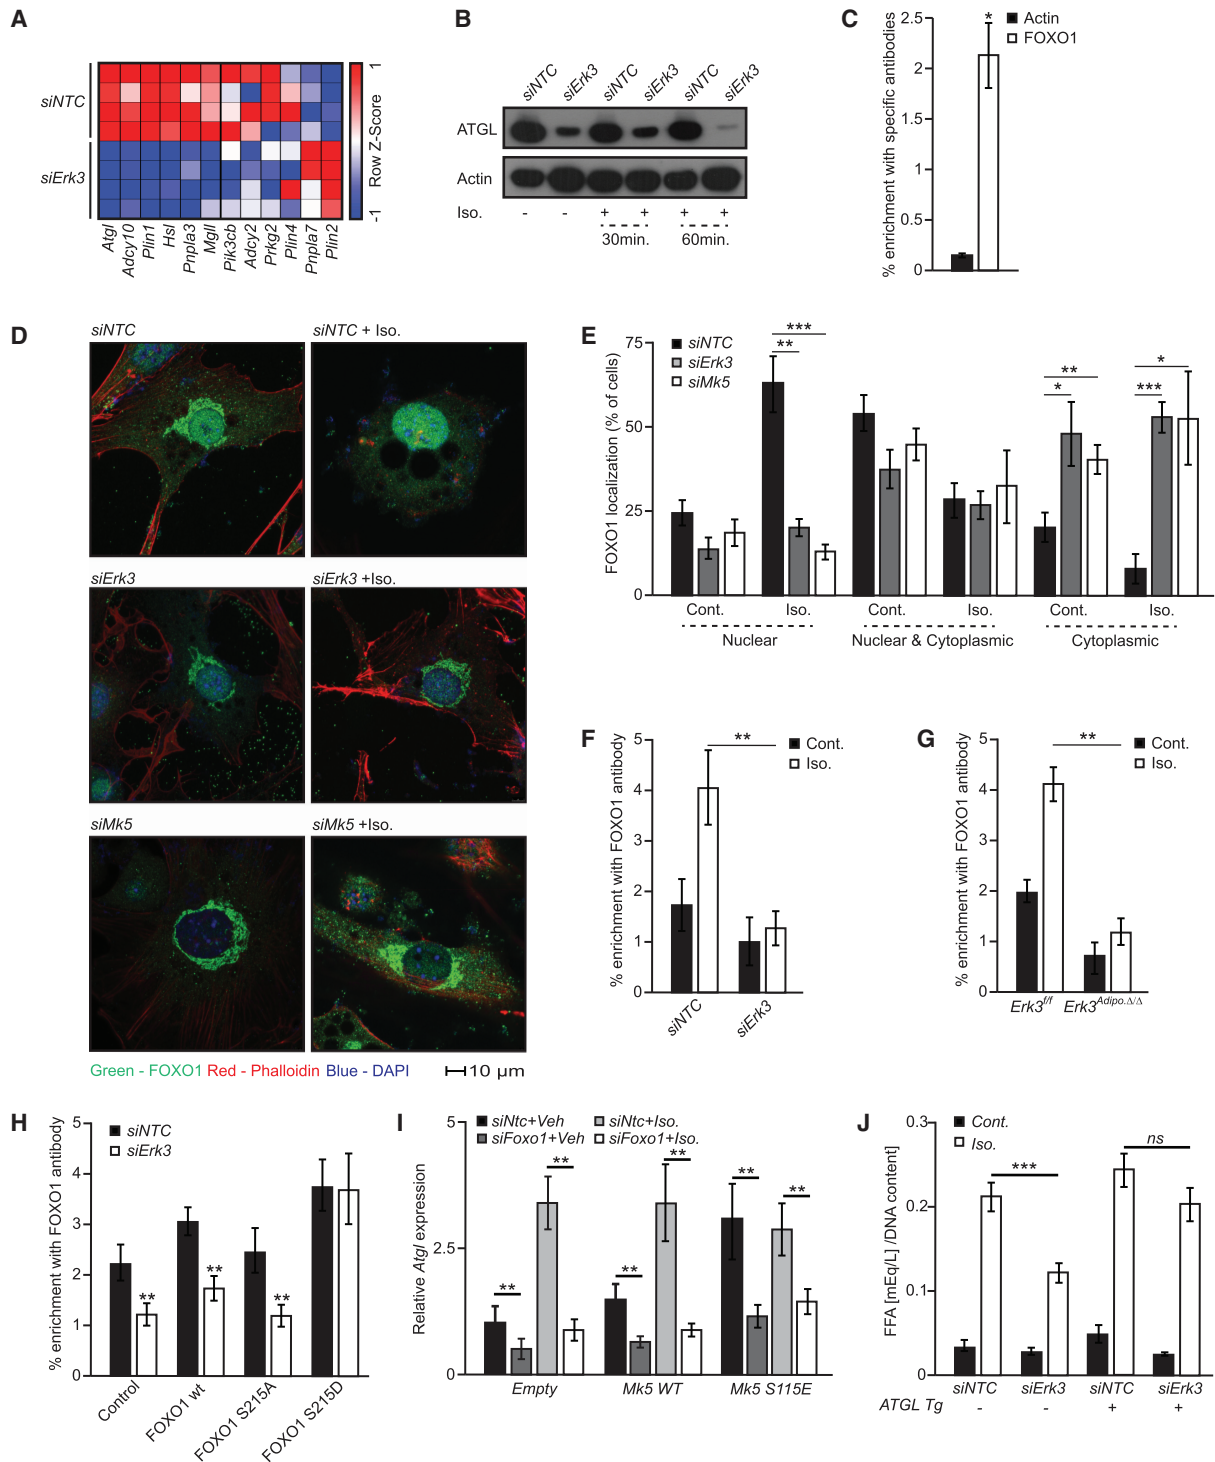 A
siNTC
siErk3
1
Row Z-Score
-1
Atgl
Adcy10
Plin1
Hsl
Pnpla3
Mgll
Pik3cb
Adcy2
Prkg2
Plin4
Pnpla7
Plin2
B
siNTC siErk3 siNTC siErk3 siNTC siErk3
ATGL
Actin
Iso. - - + + + +
30min. 60min.
C
% enrichment with specific antibodies
2.5
2
1.5
1
0.5
0
*
Actin
FOXO1
D
siNTC
siNTC + Iso.
siErk3
siErk3 +Iso.
siMk5
siMk5 +Iso.
Green - FOXO1 Red - Phalloidin Blue - DAPI
10 µm
E
FOXO1 localization (% of cells)
75
50
25
0
siNTC
siErk3
siMk5
***
**
**
*
*
***
Cont. Iso. Cont. Iso. Cont. Iso.
Nuclear Nuclear & Cytoplasmic Cytoplasmic
F
% enrichment with FOXO1 antibody
5
4
3
2
1
0
**
Cont.
Iso.
siNTC
siErk3
G
% enrichment with FOXO1 antibody
5
4
3
2
1
0
**
Cont.
Iso.
Erk3f/f Erk3Adipo.Δ/Δ
H
% enrichment with FOXO1 antibody
5
4
3
2
1
0
siNTC
siErk3
**
**
**
Control
FOXO1 wt
FOXO1 S215A
FOXO1 S215D
I
Relative Atgl expression
5
2.5
0
siNtc+Veh siNtc+Iso.
siFoxo1+Veh siFoxo1+Iso.
**
**
**
**
**
**
Empty Mk5 WT Mk5 S115E
J
FFA [mEq/L] /DNA content]
0.3
0.2
0.1
0
Cont.
Iso.
***
ns
siNTC siErk3 siNTC siErk3
ATGL Tg - - + +